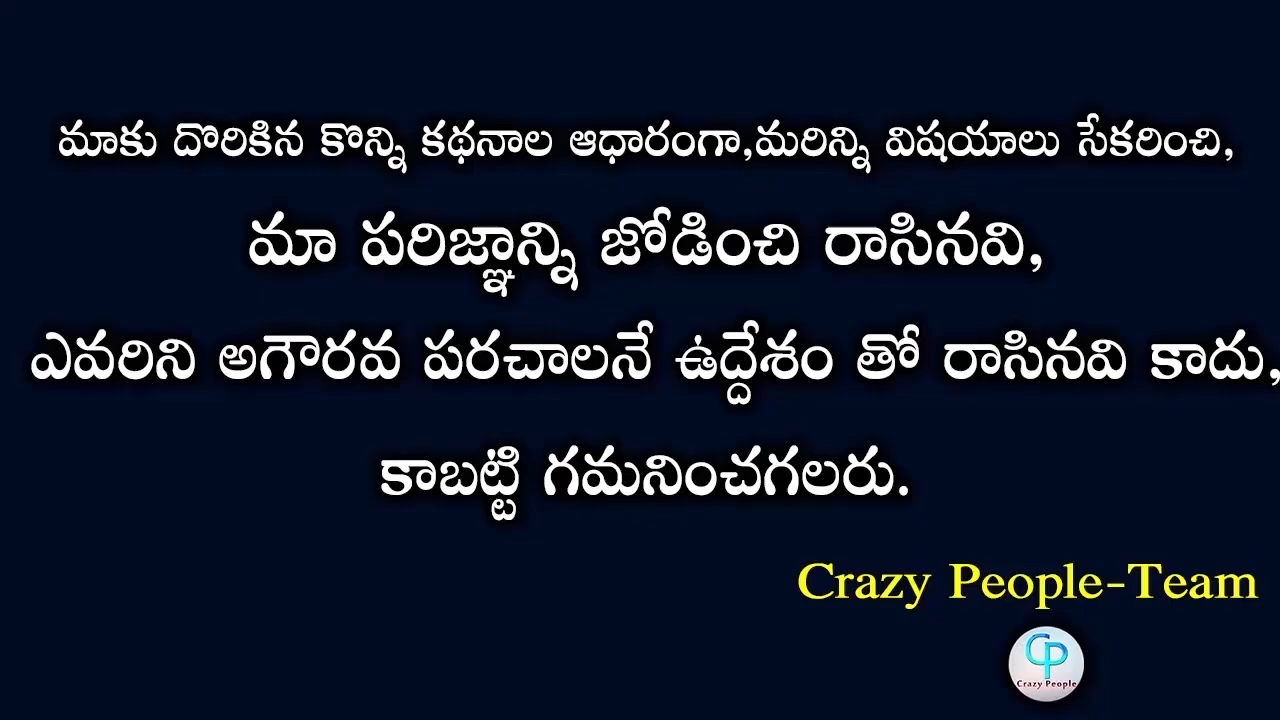 మాకు దొరికిన కొన్ని కథనాల ఆధారంగా,మరిన్ని విషయాలు సేకరించి,
మా పరిజ్ఞాన్ని జోడించి రాసినవి,
ఎవరిని అగౌరవ పరచాలనే ఉద్దేశం తో రాసినవి కాదు,
కాబట్టి గమనించగలరు.
Crazy People-Team
CP
Crazy People